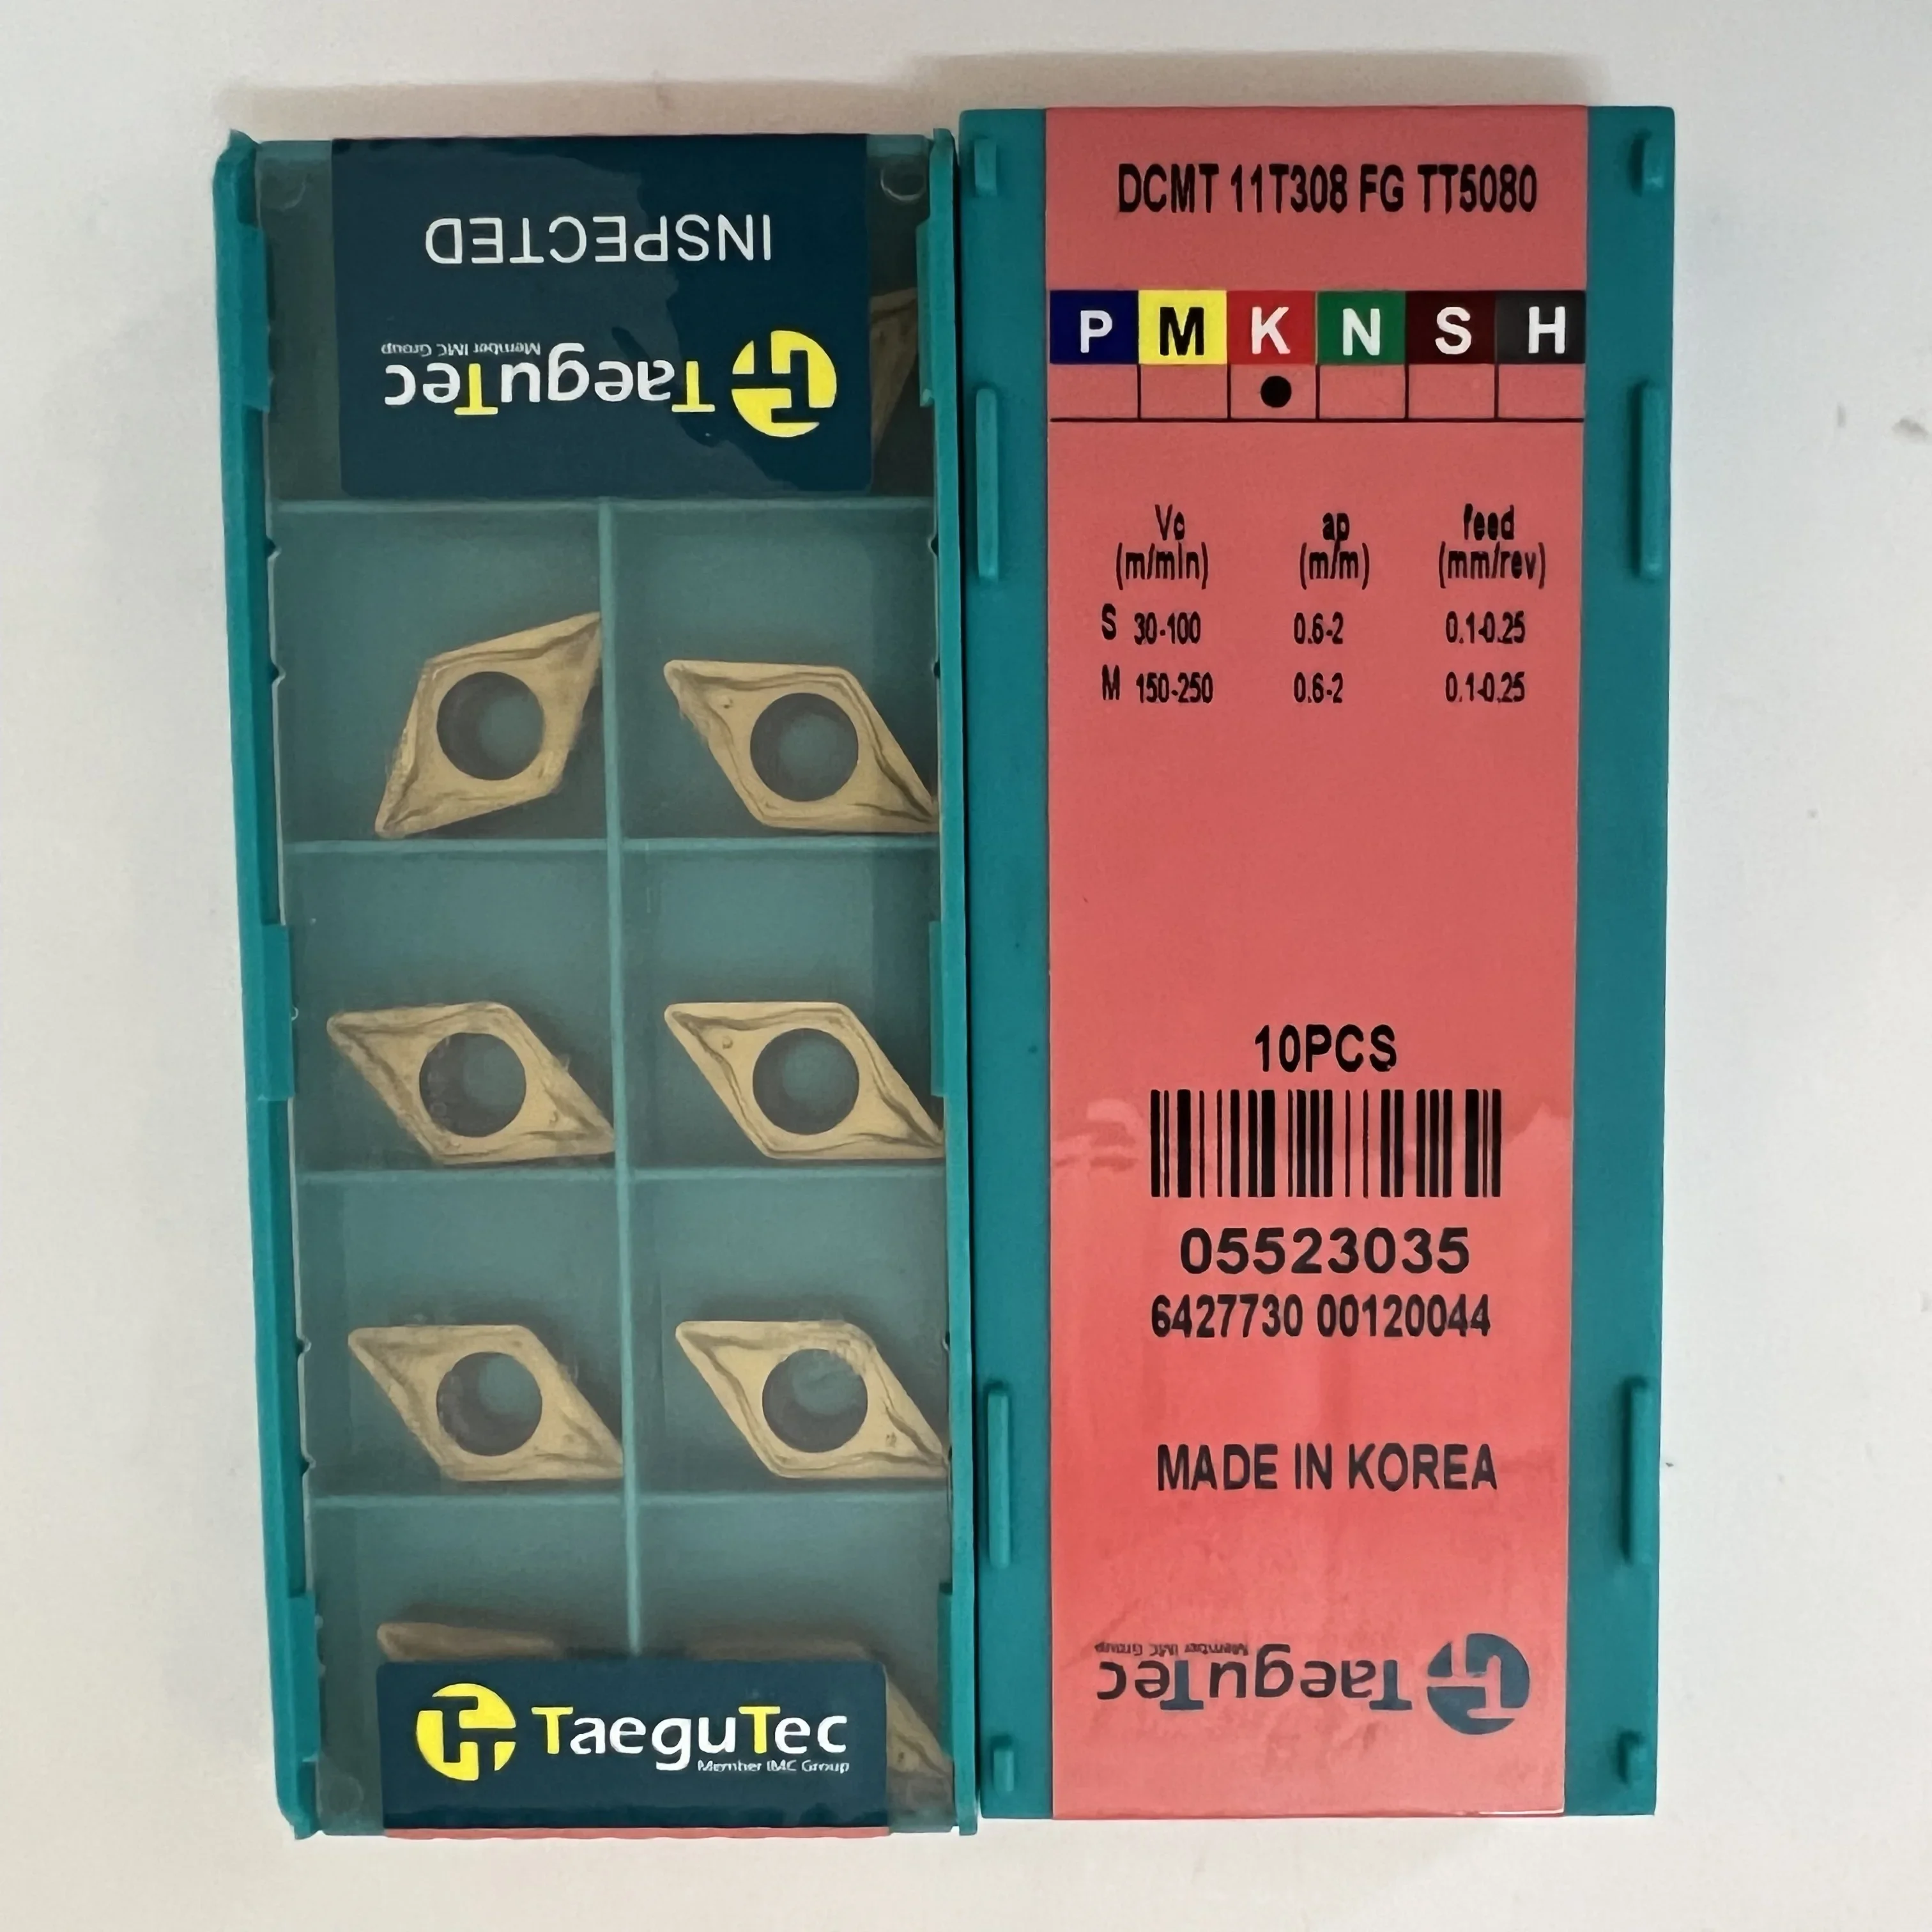 INSPECTED
TaeguTec
Member IMC Group
TaeguTec
Member IMC Group
DCMT 11T308 FG TT5080
P M K N S H
Vc ap feed
(m/mln) (m/m) (mm/rev)
S 30-100 0.6-2 0.1-0.25
M 150-250 0.6-2 0.1-0.25
10PCS
05523035
6427730 00120044
MADE IN KOREA
TaeguTec
Member IMC Group